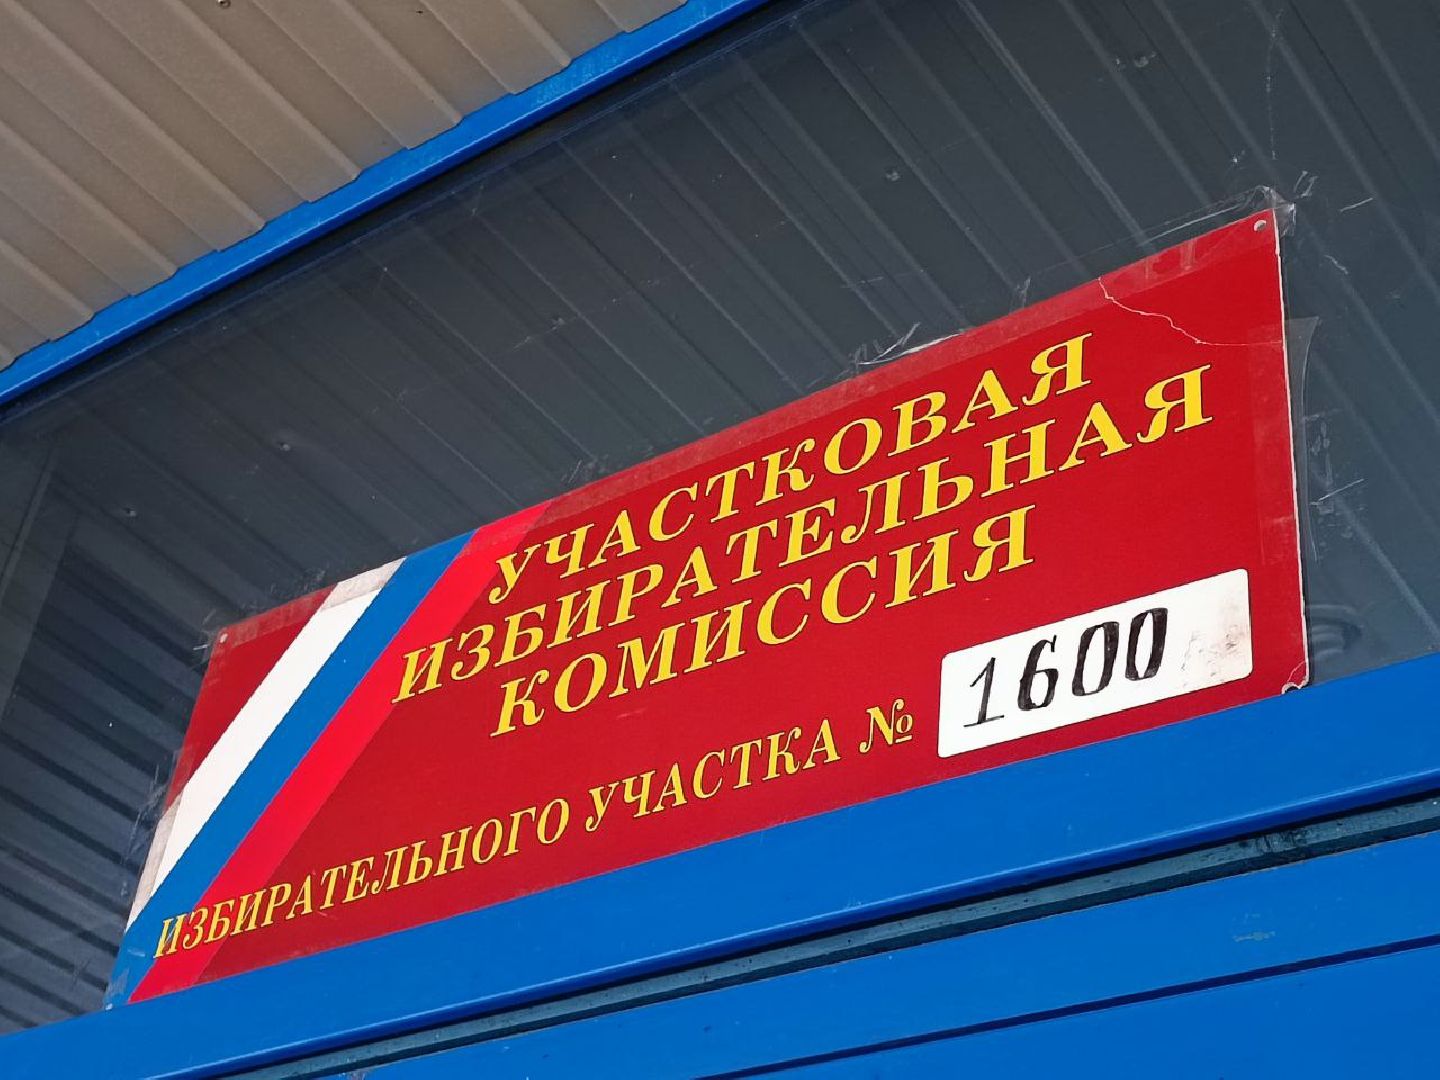 УЧАСТКОВАЯ
ИЗБИРАТЕЛЬНАЯ
КОМИССИЯ
ИЗБИРАТЕЛЬНОГО УЧАСТКА № 1600